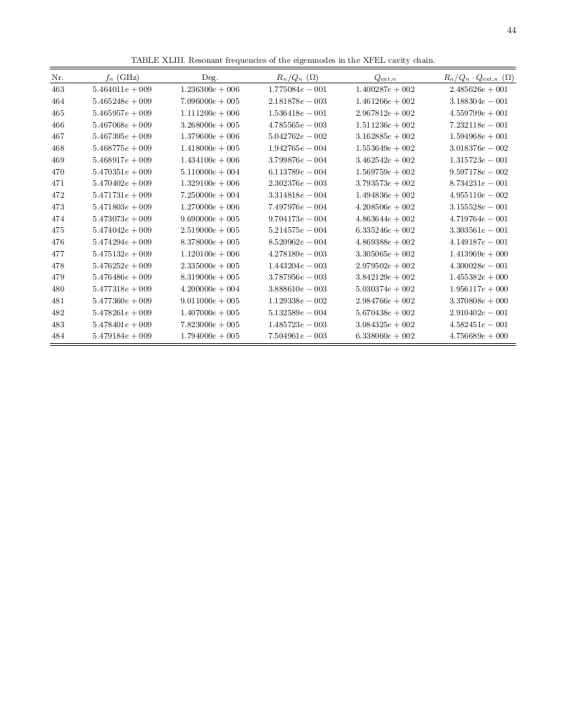 44
TABLE XLIII. Resonant frequencies of the eigenmodes in the XFEL cavity chain.
Nr. fn (GHz) Deg. Rn/Qn (Ω) Qext,n Rn/Qn · Qext,n (Ω)
463 5.464011e + 009 1.236300e + 006 1.775084e − 001 1.400287e + 002 2.485626e + 001
464 5.465248e + 009 7.096000e + 005 2.181878e − 003 1.461266e + 002 3.188304e − 001
465 5.465957e + 009 1.111200e + 006 1.536418e − 001 2.967812e + 002 4.559799e + 001
466 5.467068e + 009 3.268000e + 005 4.785565e − 003 1.511236e + 002 7.232118e − 001
467 5.467395e + 009 1.379600e + 006 5.042762e − 002 3.162885e + 002 1.594968e + 001
468 5.468775e + 009 1.418000e + 005 1.942765e − 004 1.553649e + 002 3.018376e − 002
469 5.468917e + 009 1.434100e + 006 3.799876e − 004 3.462542e + 002 1.315723e − 001
470 5.470351e + 009 5.110000e + 004 6.113789e − 004 1.569759e + 002 9.597178e − 002
471 5.470402e + 009 1.329100e + 006 2.302376e − 003 3.793573e + 002 8.734231e − 001
472 5.471731e + 009 7.250000e + 004 3.314818e − 004 1.494836e + 002 4.955110e − 002
473 5.471803e + 009 1.270000e + 006 7.497976e − 004 4.208506e + 002 3.155528e − 001
474 5.473073e + 009 9.690000e + 005 9.704173e − 004 4.863644e + 002 4.719764e − 001
475 5.474042e + 009 2.519000e + 005 5.214575e − 004 6.335246e + 002 3.303561e − 001
476 5.474294e + 009 8.378000e + 005 8.520962e − 004 4.869388e + 002 4.149187e − 001
477 5.475132e + 009 1.120100e + 006 4.278189e − 003 3.305065e + 002 1.413969e + 000
478 5.476252e + 009 2.335000e + 005 1.443204e − 003 2.979502e + 002 4.300028e − 001
479 5.476486e + 009 8.319000e + 005 3.787956e − 003 3.842129e + 002 1.455382e + 000
480 5.477318e + 009 4.200000e + 004 3.888610e − 003 5.030374e + 002 1.956117e + 000
481 5.477360e + 009 9.011000e + 005 1.129338e − 002 2.984766e + 002 3.370808e + 000
482 5.478261e + 009 1.407000e + 005 5.132589e − 004 5.670438e + 002 2.910402e − 001
483 5.478401e + 009 7.823000e + 005 1.485723e − 003 3.084325e + 002 4.582451e − 001
484 5.479184e + 009 1.794000e + 005 7.504961e − 003 6.338060e + 002 4.756689e + 000